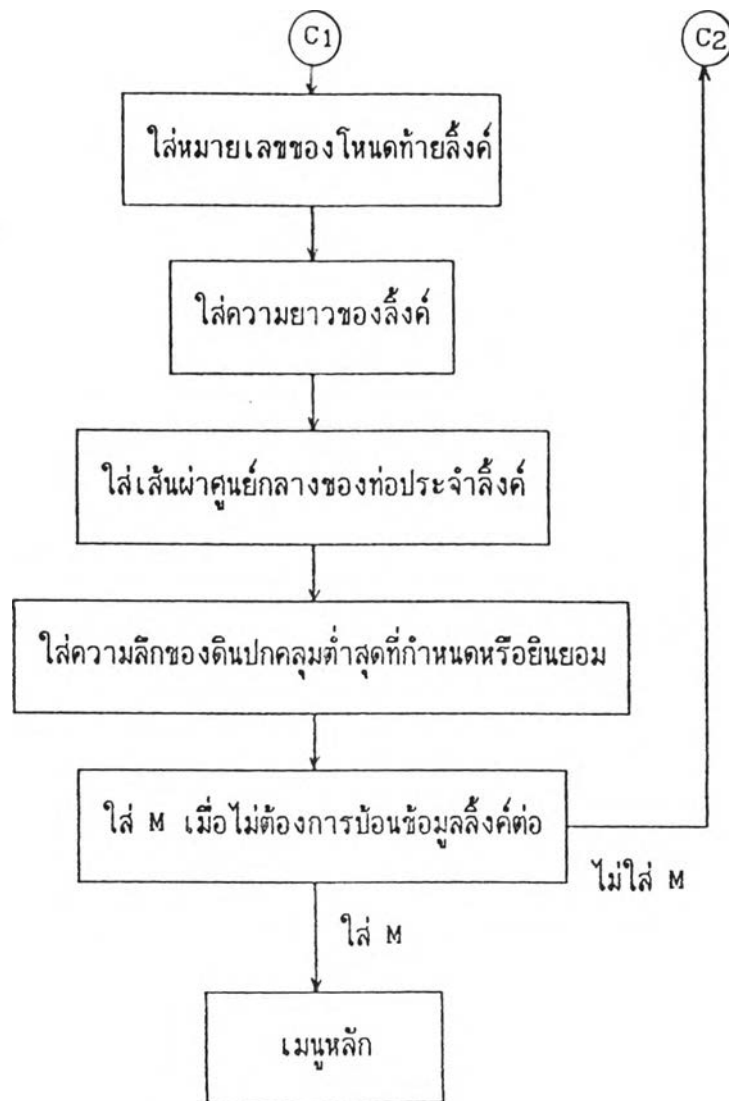 C1
C2
ใส่หมายเลขของโหนดท้ายลิ้งค์
ใส่ความยาวของลิ้งค์
ใส่เส้นผ่าศูนย์กลางของท่อประจำลิ้งค์
ใส่ความลึกของดินปกคลุมต่ำสุดที่กำหนดหรือยินยอม
ใส่ M เมื่อไม่ต้องการป้อนข้อมูลลิ้งค์ต่อ
ไม่ใส่ M
ใส่ M
เมนูหลัก